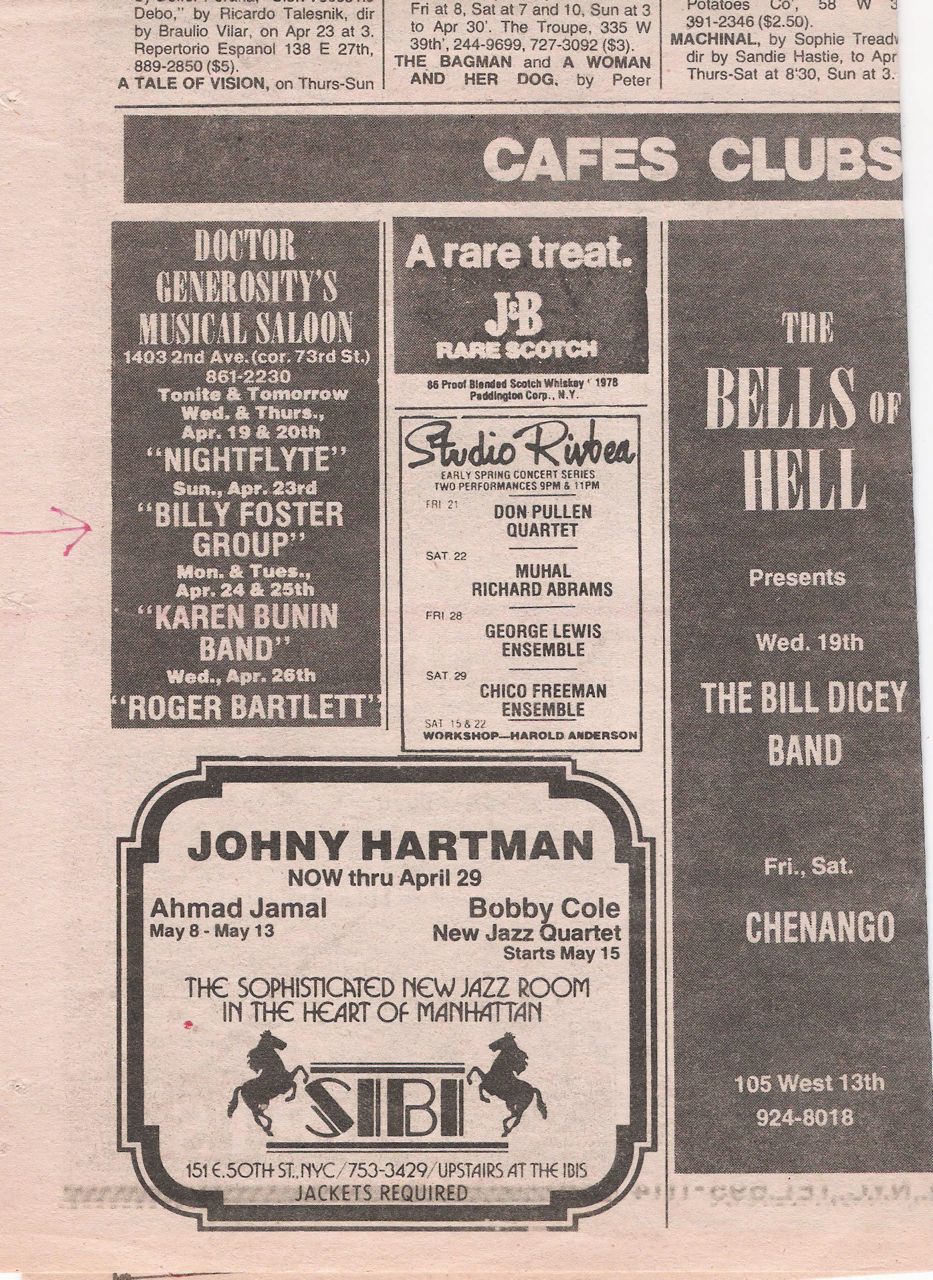 Debo," by Ricardo Talesnik, dir
by Braulio Vilar, on Apr 23 at 3.
Repertorio Espanol 138 E 27th,
889-2850 ($5).
A TALE OF VISION, on Thurs-Sun
Fri at 8, Sat at 7 and 10, Sun at 3
to Apr 30'. The Troupe, 335 W
39th', 244-9699, 727-3092 ($3).
THE BAGMAN and A WOMAN
AND HER DOG, by Peter
Potatoes Co', 58 W
391-2346 ($2.50).
MACHINAL, by Sophie
dir by Sandie Hastie, to Apr
Thurs-Sat at 8'30, Sun at 3.
CAFES CLUBS
DOCTOR
GENEROSITY'S
MUSICAL SALOON
1403 2nd Ave. (cor. 73rd St.)
861-2230
Tonite & Tomorrow
Wed. & Thurs.,
Apr. 19 & 20th
"NIGHTFLYTE"
Sun., Apr. 23rd
"BILLY FOSTER
GROUP"
Mon. & Tues.,
Apr. 24 & 25th
"KAREN BUNIN
BAND"
Wed., Apr. 26th
"ROGER BARTLETT"
A rare treat.
J&B
RARE SCOTCH
86 Proof Blended Scotch Whiskey ' 1978
Paddington Corp., N.Y.
Studio Rivbea
EARLY SPRING CONCERT SERIES
TWO PERFORMANCES 9PM & 11PM
FRI 21
DON PULLEN
QUARTET
SAT. 22
MUHAL
RICHARD ABRAMS
FRI 28
GEORGE LEWIS
ENSEMBLE
SAT. 29
CHICO FREEMAN
ENSEMBLE
SAT 15 & 22
WORKSHOP—HAROLD ANDERSON
THE
BELLS OF
HELL
Presents
Wed. 19th
THE BILL DICEY
BAND
Fri., Sat.
CHENANGO
105 West 13th
924-8018
JOHNY HARTMAN
NOW thru April 29
Ahmad Jamal
May 8 - May 13
Bobby Cole
New Jazz Quartet
Starts May 15
THE SOPHISTICATED NEW JAZZ ROOM
IN THE HEART OF MANHATTAN
SIBI
151 E. 50TH ST., NYC/753-3429/UPSTAIRS AT THE IBIS
JACKETS REQUIRED